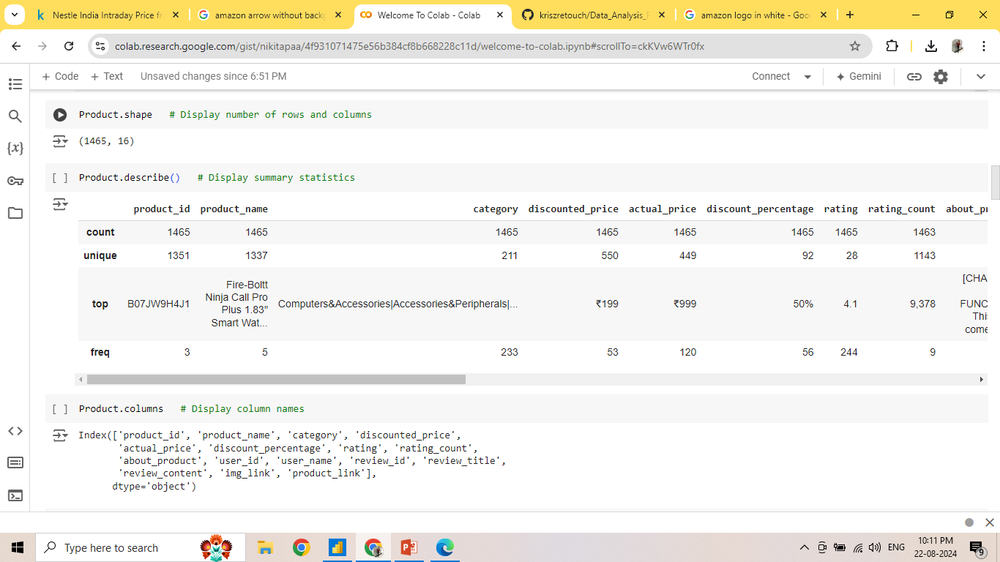 Nestle India Intraday Price fr
amazon arrow without back
Welcome To Colab - Colab
kriszretouch/Data_Analysis_
amazon logo in white - Goo
colab.research.google.com/gist/nikitapaa/4f931071475e56b384cf8b668228c11d/welcome-to-colab.ipynb#scrollTo=ckKVw6WTr0fx
+ Code + Text Unsaved changes since 6:51 PM
Connect Gemini
Product.shape # Display number of rows and columns
(1465, 16)
{x}
[ ] Product.describe() # Display summary statistics
product_id product_name category discounted_price actual_price discount_percentage rating rating_count about_pr
count 1465 1465 1465 1465 1465 1465 1465 1463
unique 1351 1337 211 550 449 92 28 1143
top B07JW9H4J1 Fire-Boltt Ninja Call Pro Plus 1.83" Smart Wat... Computers&Accessories|Accessories&Peripherals|... ₹199 ₹999 50% 4.1 9,378 [CHA FUNC This come
freq 3 5 233 53 120 56 244 9
[ ] Product.columns # Display column names
Index(['product_id', 'product_name', 'category', 'discounted_price',
'actual_price', 'discount_percentage', 'rating', 'rating_count',
'about_product', 'user_id', 'user_name', 'review_id', 'review_title',
'review_content', 'img_link', 'product_link'],
dtype='object')
Type here to search
ENG
10:11 PM
22-08-2024
9